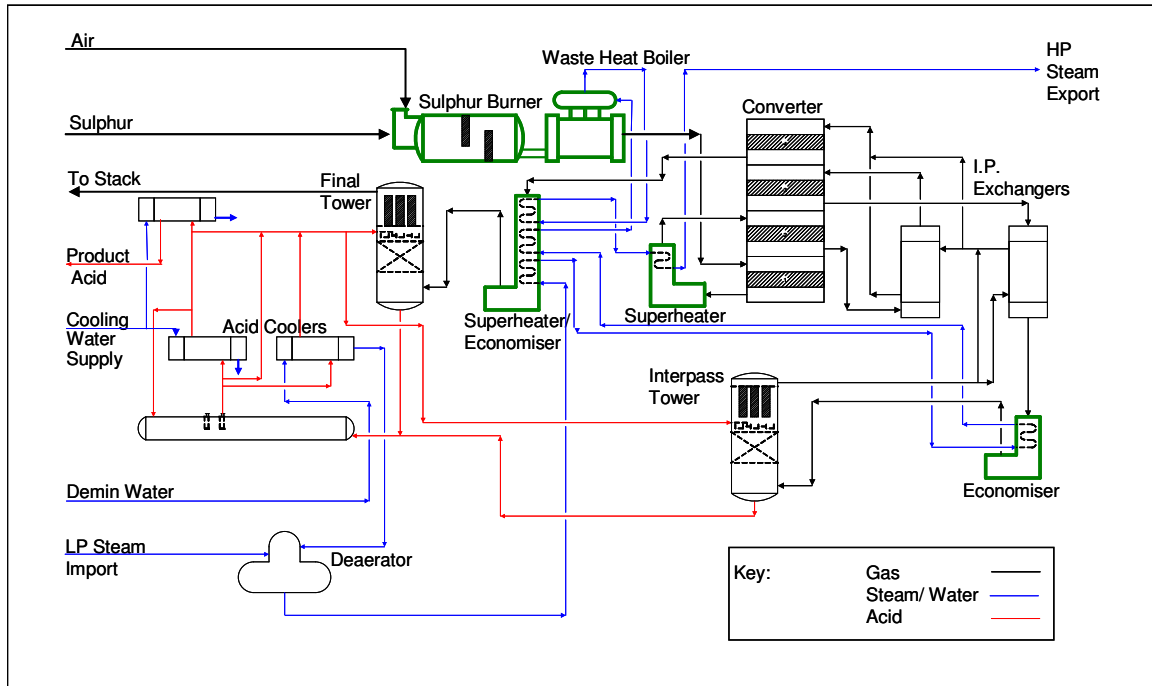 Air
Waste Heat Boiler
HP
Steam
Export
Sulphur Burner
Converter
Sulphur
To Stack
Final
Tower
I.P.
Exchangers
Product
Acid
Cooling
Water
Supply
Acid Coolers
Superheater/
Economiser
Superheater
Interpass
Tower
Demin Water
Economiser
LP Steam
Import
Deaerator
Key:
Gas
Steam/ Water
Acid